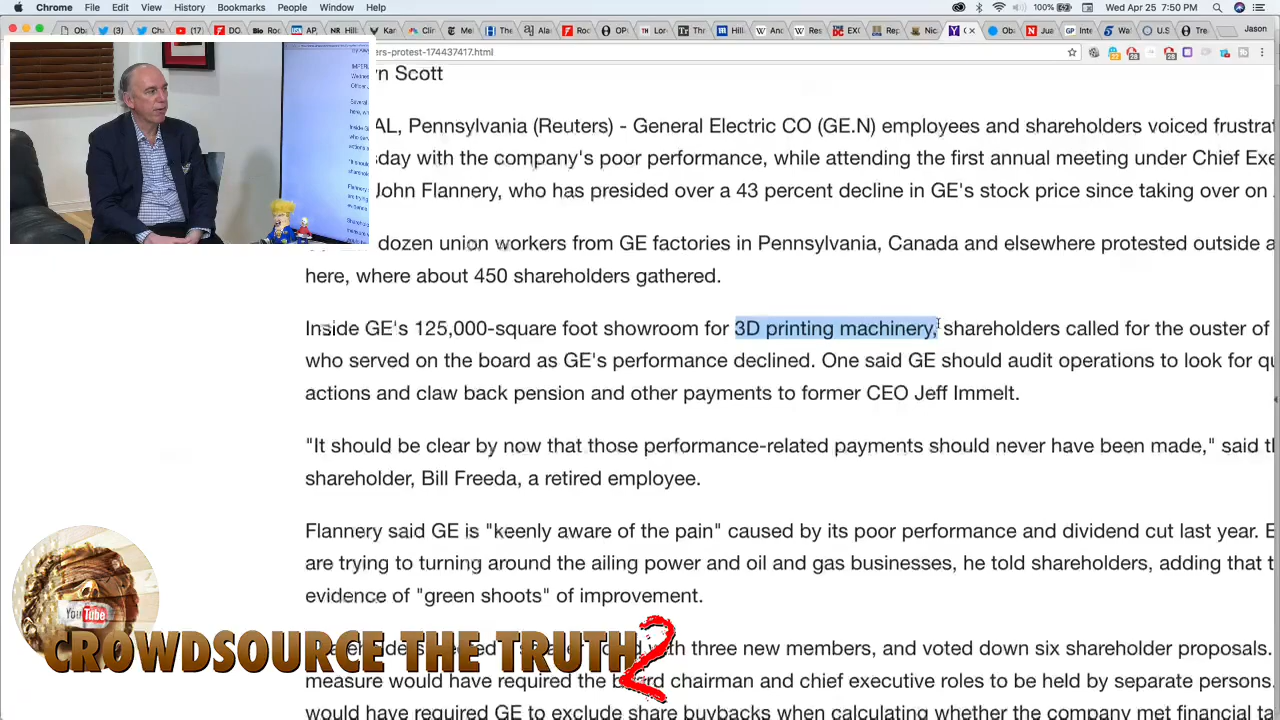 Chrome File Edit View History Bookmarks People Window Help 100% Wed Apr 25 7:50 PM
(3) (17) Jason
ers-protest-174437417.html
n Scott
AL, Pennsylvania (Reuters) - General Electric CO (GE.N) employees and shareholders voiced frustrat
day with the company's poor performance, while attending the first annual meeting under Chief Exe
John Flannery, who has presided over a 43 percent decline in GE's stock price since taking over on
dozen union workers from GE factories in Pennsylvania, Canada and elsewhere protested outside a
here, where about 450 shareholders gathered.
Inside GE's 125,000-square foot showroom for 3D printing machinery, shareholders called for the ouster of
who served on the board as GE's performance declined. One said GE should audit operations to look for qu
actions and claw back pension and other payments to former CEO Jeff Immelt.
"It should be clear by now that those performance-related payments should never have been made," said th
shareholder, Bill Freeda, a retired employee.
Flannery said GE is "keenly aware of the pain" caused by its poor performance and dividend cut last year. E
are trying to turning around the ailing power and oil and gas businesses, he told shareholders, adding that t
evidence of "green shoots" of improvement.
YouTube
CROWDSOURCE THE TRUTH 2
with three new members, and voted down six shareholder proposals.
measure would have required the board chairman and chief executive roles to be held by separate persons.
would have required GE to exclude share buybacks when calculating whether the company met financial ta